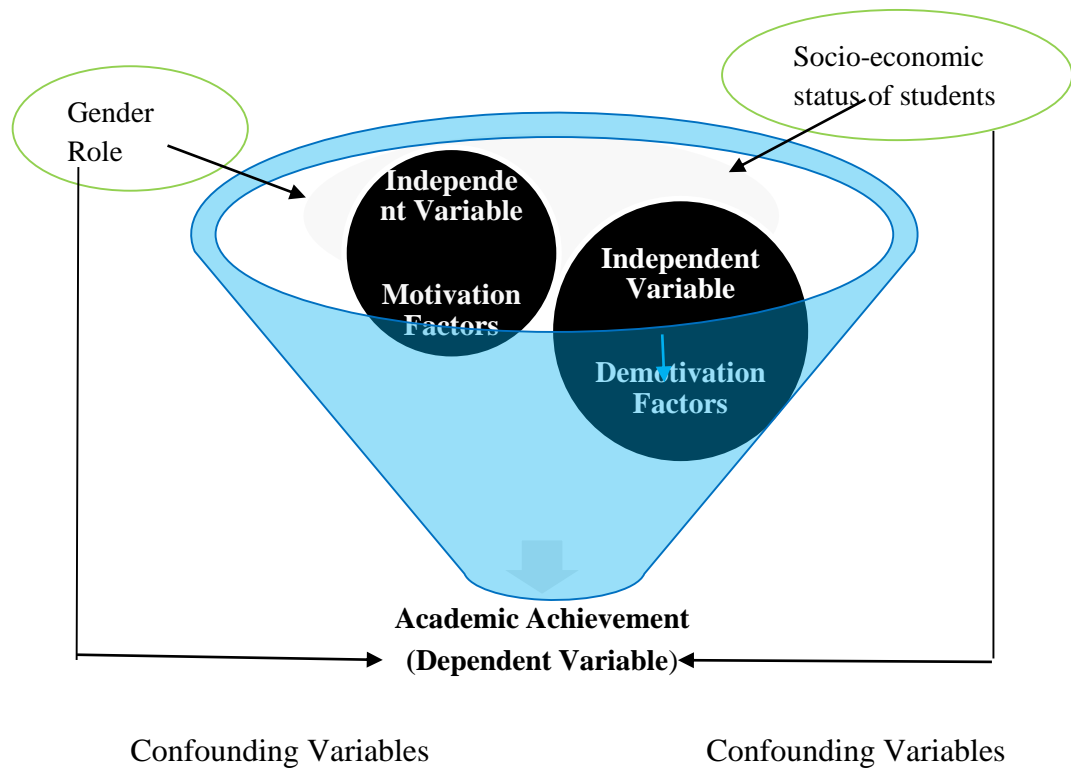 Socio-economic
status of students
Gender
Role
Independe
nt Variable
Motivation
Factors
Independent
Variable
Demotivation
Factors
Academic Achievement
(Dependent Variable)
Confounding Variables
Confounding Variables